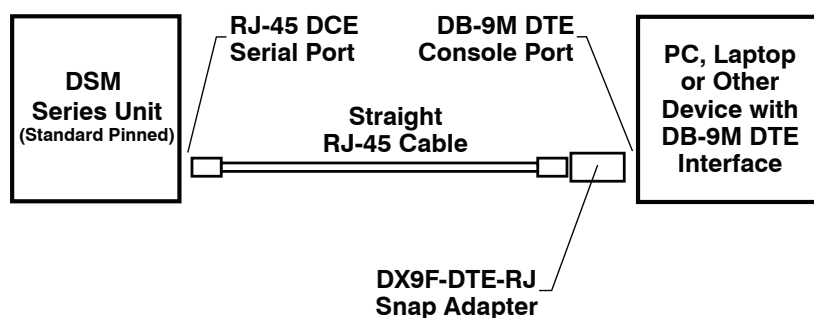 RJ-45 DCE
Serial Port
DB-9M DTE
Console Port
DSM
Series Unit
(Standard Pinned)
Straight
RJ-45 Cable
PC, Laptop
or Other
Device with
DB-9M DTE
Interface
DX9F-DTE-RJ
Snap Adapter